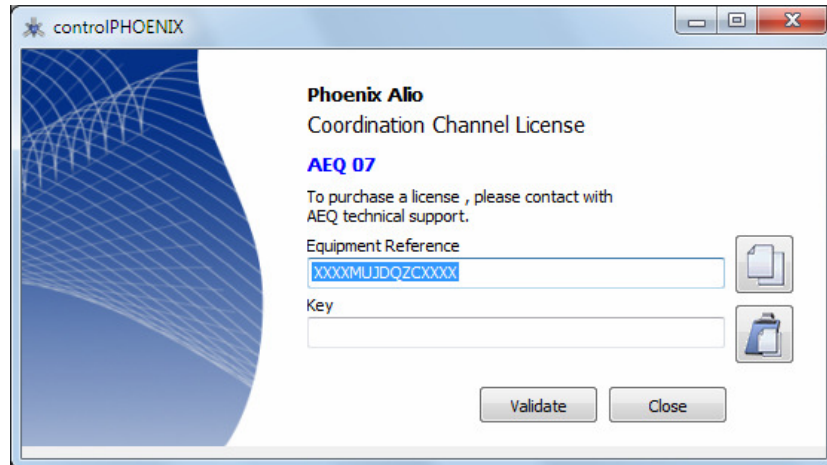 controlPHOENIX
Phoenix Alio
Coordination Channel License
AEQ 07
To purchase a license , please contact with
AEQ technical support.
Equipment Reference
XXXXMUJDQZCXXXX
Key
Validate
Close